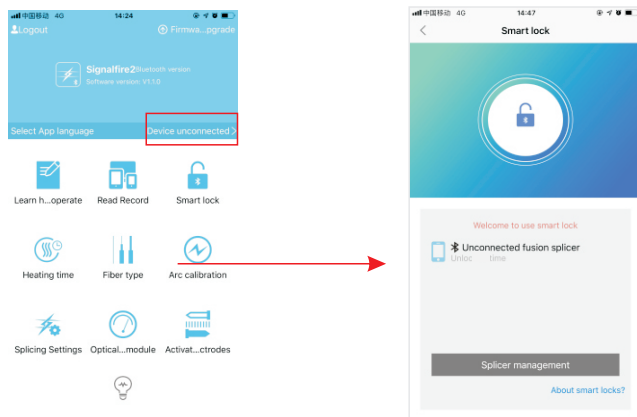 中国移动 4G 14:24
Logout Firmwa...pgrade
Signalfire2 Bluetooth version
Software version: V1.1.0
Select App language Device unconnected >
Learn h...operate Read Record Smart lock
Heating time Fiber type Arc calibration
Splicing Settings Optical...module Activat...ctrodes
中国移动 4G 14:47
Smart lock
Welcome to use smart lock
Unconnected fusion splicer
Unloc time
Splicer management
About smart locks?